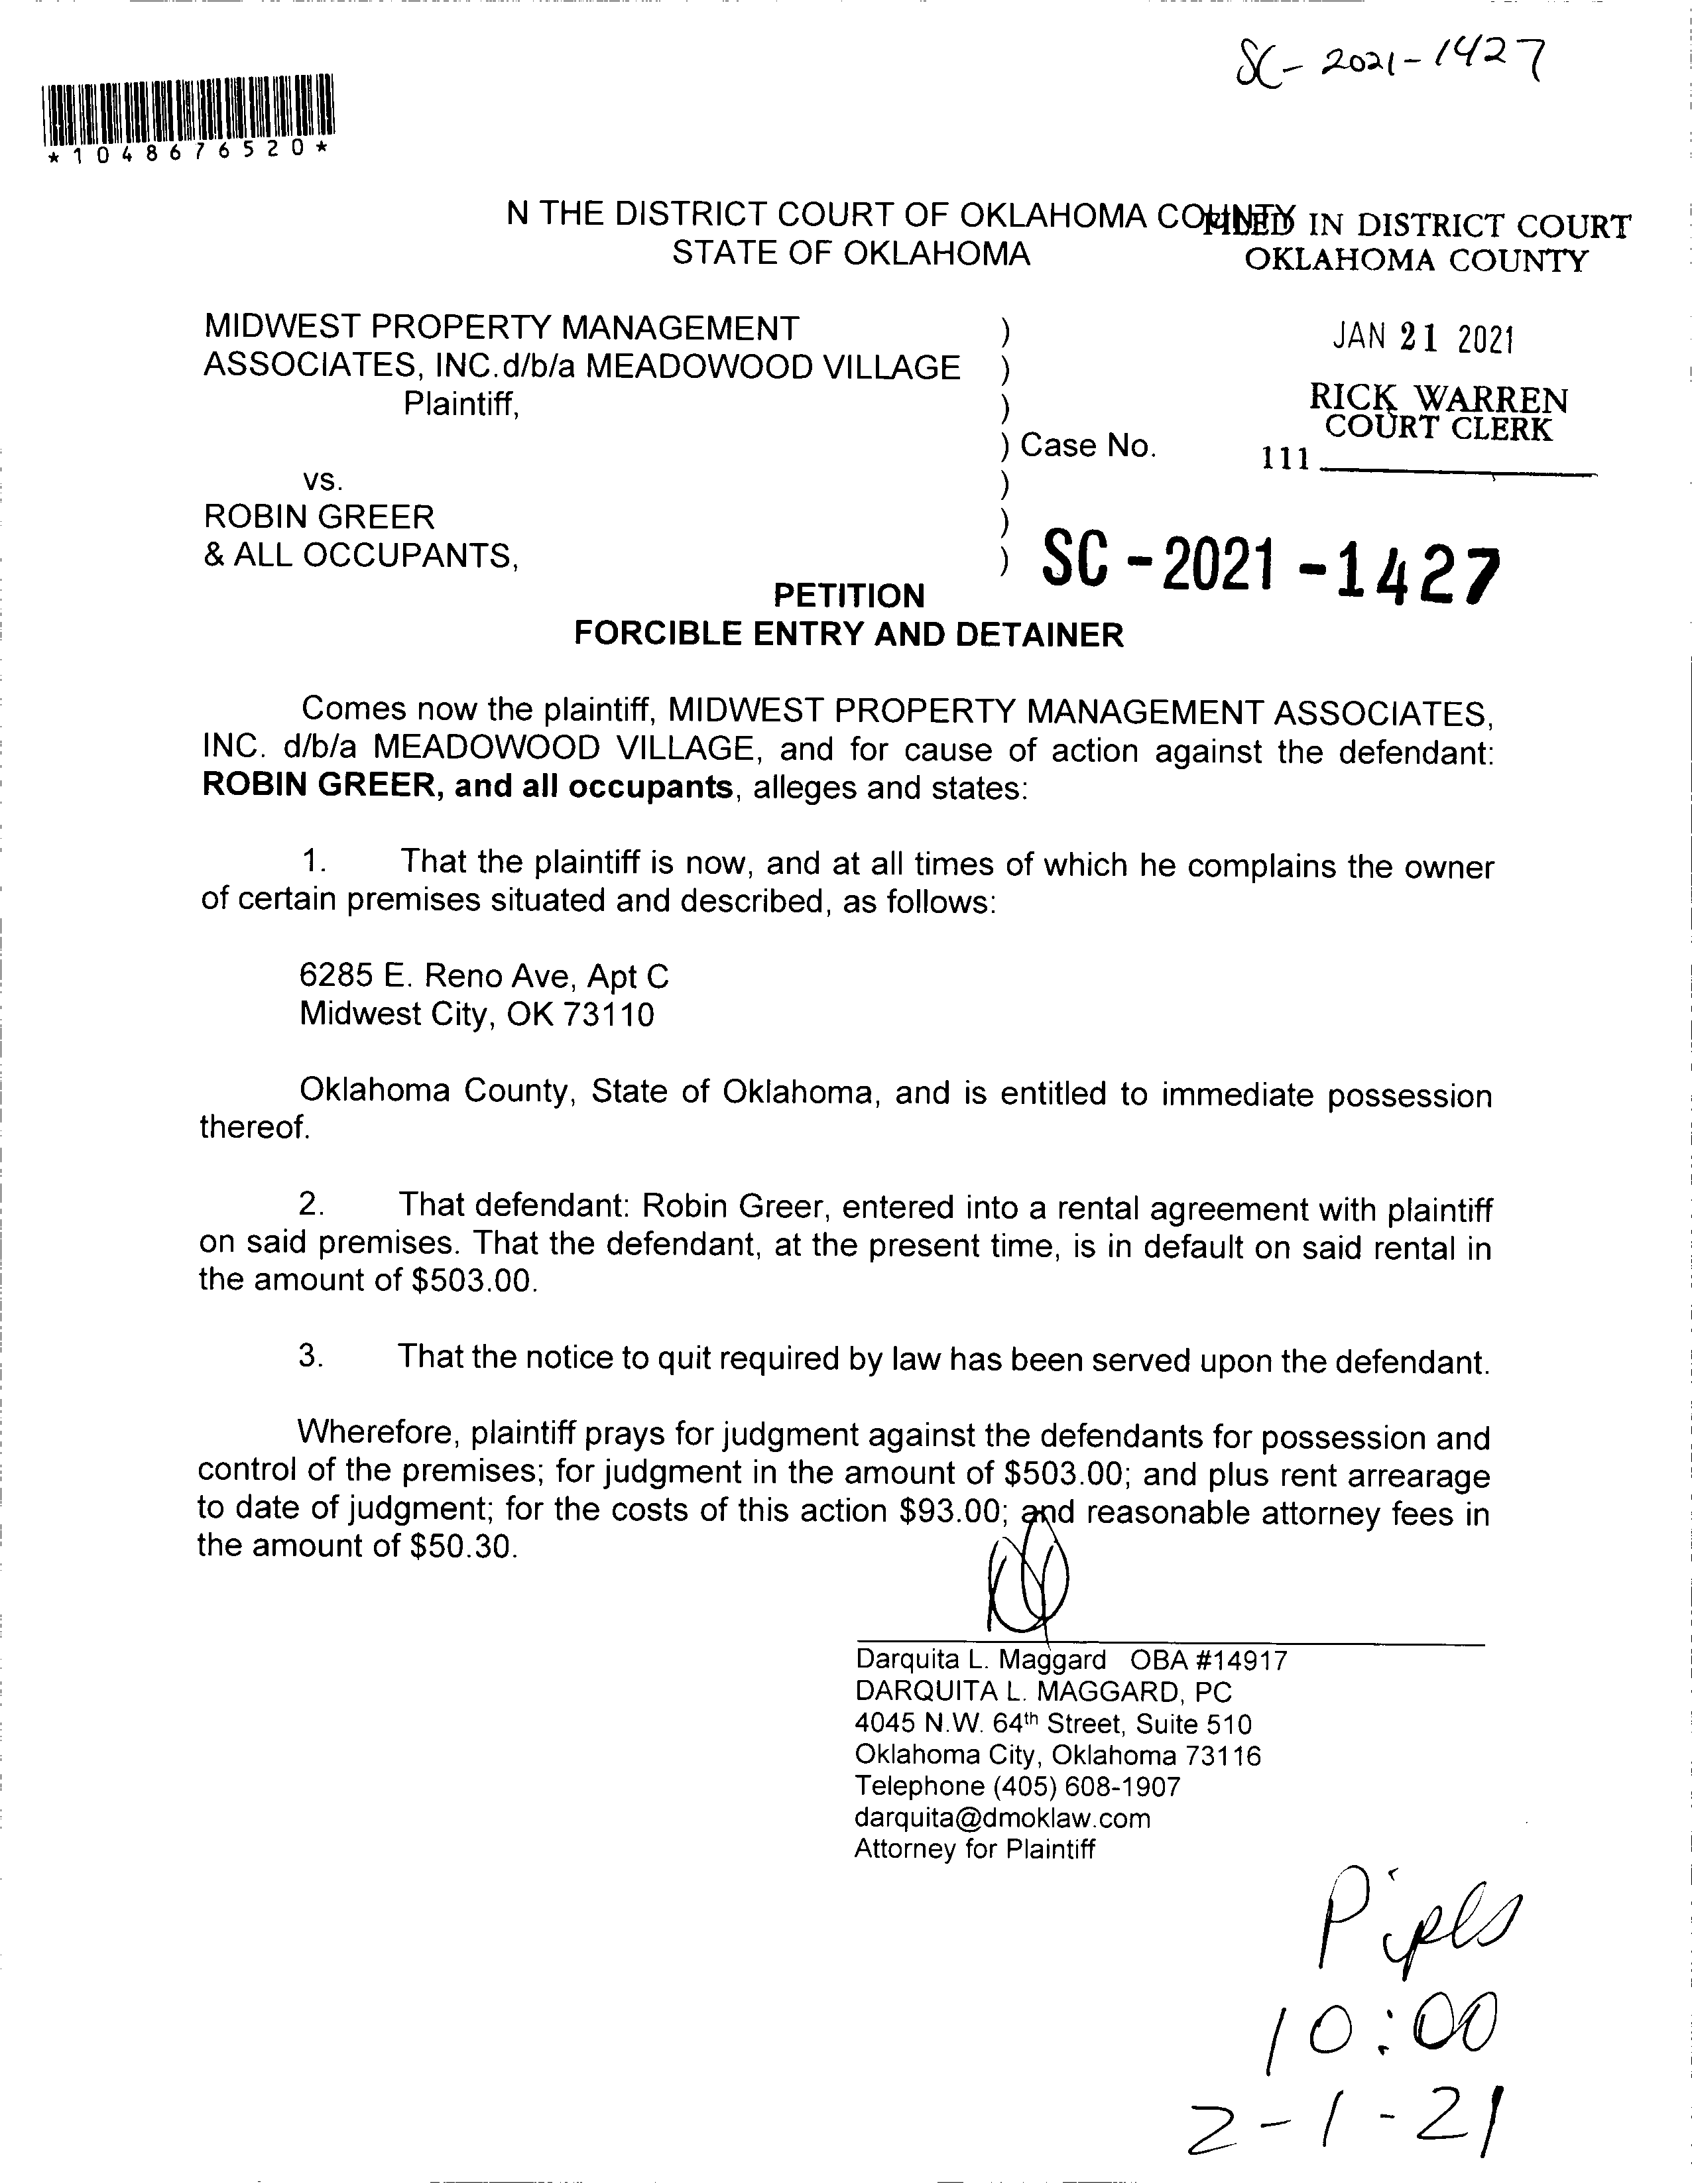 SC-2021-1427
*1048676520*
N THE DISTRICT COURT OF OKLAHOMA COUNTY
STATE OF OKLAHOMA
FILED IN DISTRICT COURT
OKLAHOMA COUNTY
JAN 21 2021
RICK WARREN
COURT CLERK
111
MIDWEST PROPERTY MANAGEMENT )
ASSOCIATES, INC.d/b/a MEADOWOOD VILLAGE )
Plaintiff, )
) Case No.
vs. )
ROBIN GREER )
& ALL OCCUPANTS, )
SC-2021-1427
PETITION
FORCIBLE ENTRY AND DETAINER
Comes now the plaintiff, MIDWEST PROPERTY MANAGEMENT ASSOCIATES,
INC. d/b/a MEADOWOOD VILLAGE, and for cause of action against the defendant:
ROBIN GREER, and all occupants, alleges and states:
1. That the plaintiff is now, and at all times of which he complains the owner
of certain premises situated and described, as follows:
6285 E. Reno Ave, Apt C
Midwest City, OK 73110
Oklahoma County, State of Oklahoma, and is entitled to immediate possession
thereof.
2. That defendant: Robin Greer, entered into a rental agreement with plaintiff
on said premises. That the defendant, at the present time, is in default on said rental in
the amount of $503.00.
3. That the notice to quit required by law has been served upon the defendant.
Wherefore, plaintiff prays for judgment against the defendants for possession and
control of the premises; for judgment in the amount of $503.00; and plus rent arrearage
to date of judgment; for the costs of this action $93.00; and reasonable attorney fees in
the amount of $50.30.
Darquita L. Maggard OBA #14917
DARQUITA L. MAGGARD, PC
4045 N.W. 64th Street, Suite 510
Oklahoma City, Oklahoma 73116
Telephone (405) 608-1907
darquita@dmoklaw.com
Attorney for Plaintiff
10:00
2-1-21